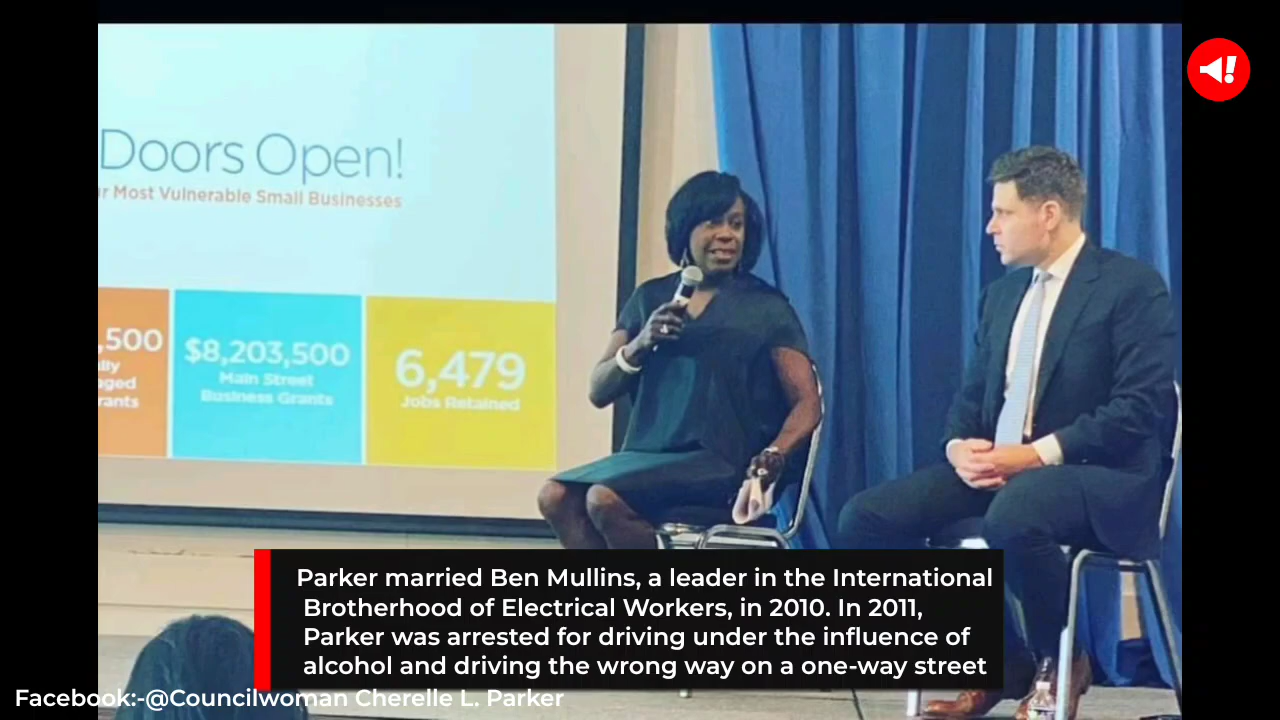 Doors Open!
r Most Vulnerable Small Businesses
,500
$8,203,500
Main Street
Business Grants
6,479
Jobs Retained
Parker married Ben Mullins, a leader in the International
Brotherhood of Electrical Workers, in 2010. In 2011,
Parker was arrested for driving under the influence of
alcohol and driving the wrong way on a one-way street
Facebook:-@Councilwoman Cherelle L. Parker